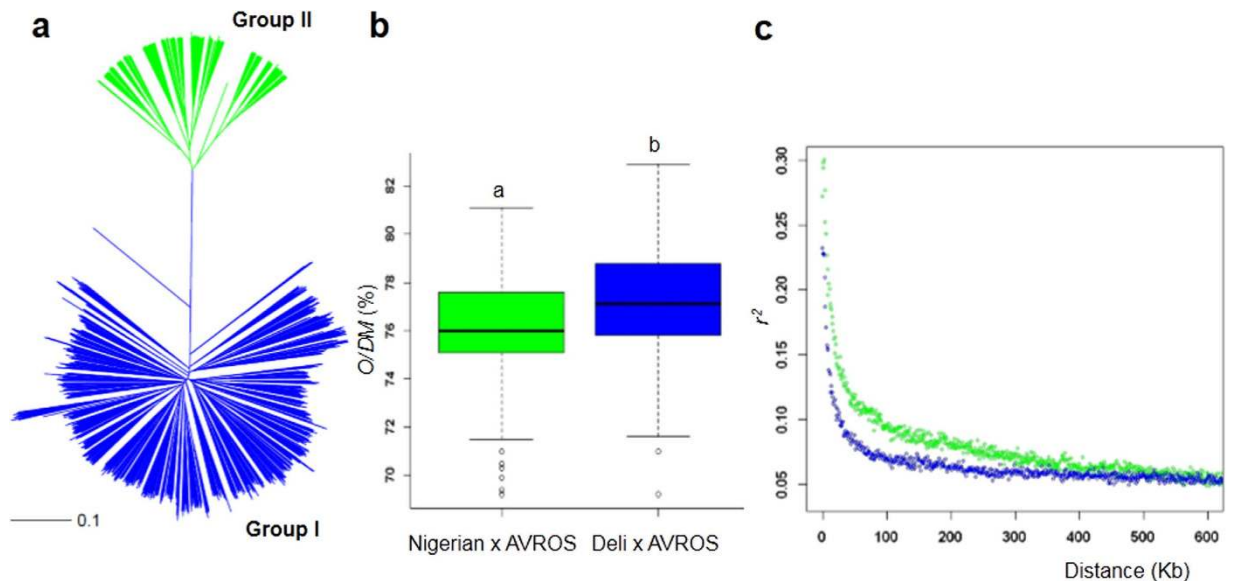 a
Group II
Group I
0.1
b
O/DM (%)
82
80
78
76
74
72
70
a
b
Nigerian x AVROS
Deli x AVROS
c
r²
0.30
0.25
0.20
0.15
0.10
0.05
0 100 200 300 400 500 600
Distance (Kb)